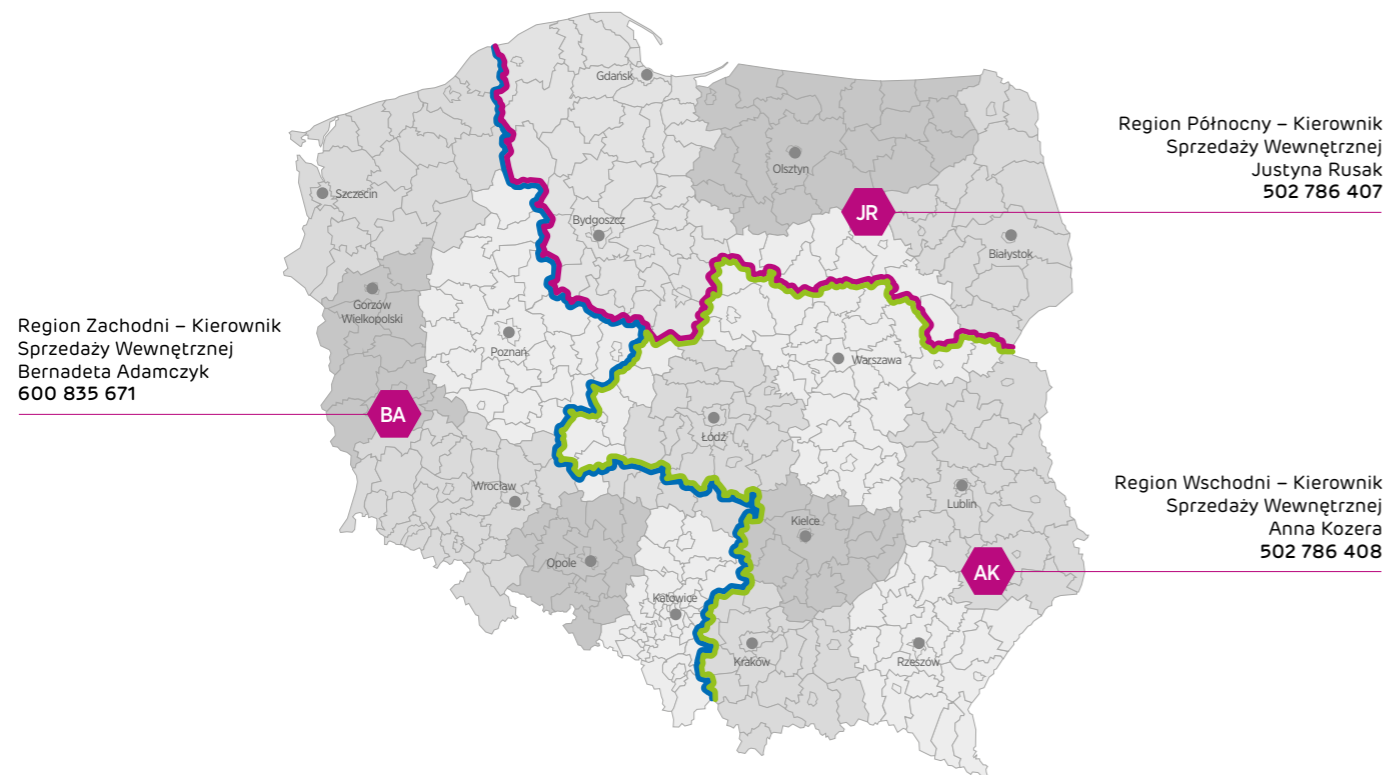 Gdańsk
Olsztyn
Szczecin
Bydgoszcz
Białystok
Gorzów
Wielkopolski
Poznań
Warszawa
Łódź
Wrocław
Lublin
Kielce
Opole
Katowice
Kraków
Rzeszów
Region Północny – Kierownik
Sprzedaży Wewnętrznej
Justyna Rusak
502 786 407
JR
Region Zachodni – Kierownik
Sprzedaży Wewnętrznej
Bernadeta Adamczyk
600 835 671
BA
Region Wschodni – Kierownik
Sprzedaży Wewnętrznej
Anna Kozera
502 786 408
AK